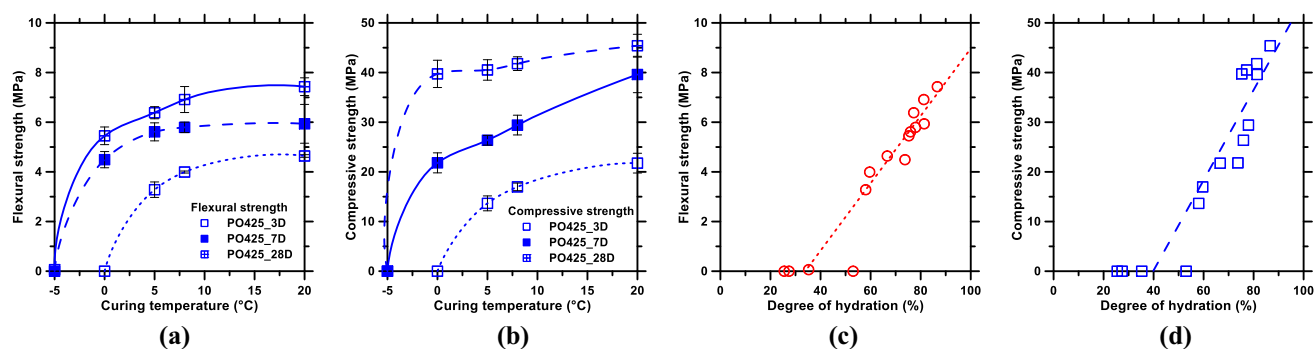 10
8
6
4
2
0
Flexural strength (MPa)
Flexural strength
PO425_3D
PO425_7D
PO425_28D
-5 0 5 10 15 20
Curing temperature (°C)
(a)
50
40
30
20
10
0
Compressive strength (MPa)
Compressive strength
PO425_3D
PO425_7D
PO425_28D
-5 0 5 10 15 20
Curing temperature (°C)
(b)
10
8
6
4
2
0
Flexural strength (MPa)
0 20 40 60 80 100
Degree of hydration (%)
(c)
50
40
30
20
10
0
Compressive strength (MPa)
0 20 40 60 80 100
Degree of hydration (%)
(d)